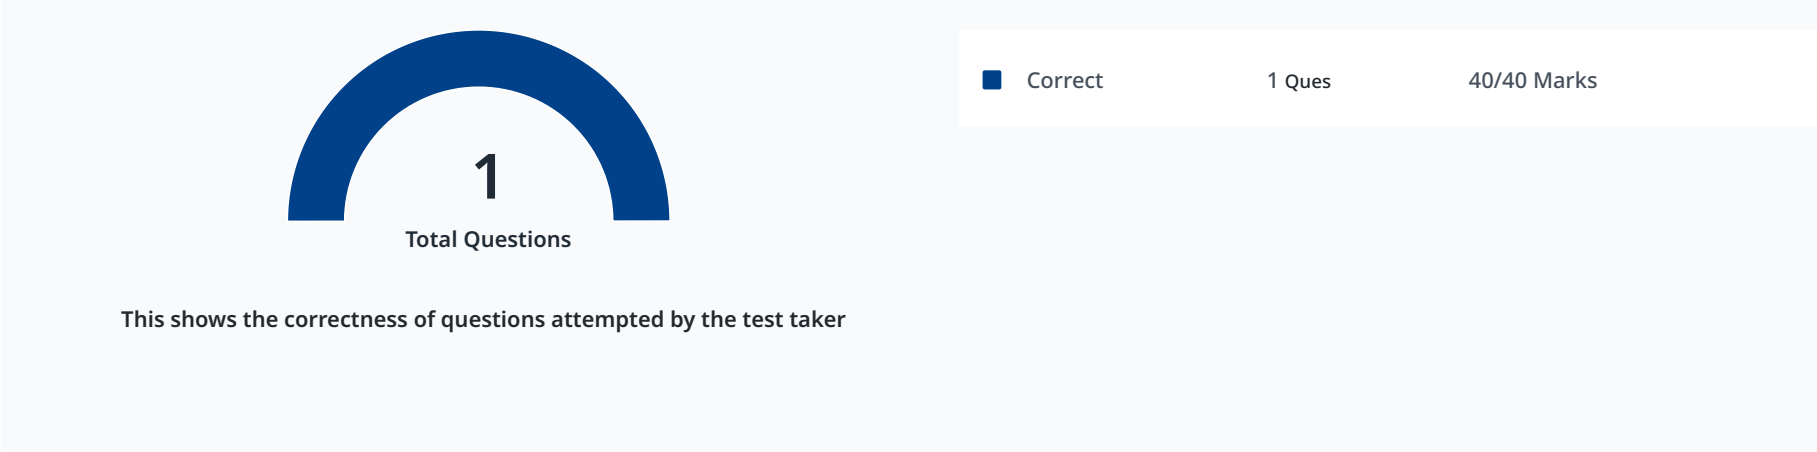 1
Total Questions
This shows the correctness of questions attempted by the test taker
Correct 1 Ques 40/40 Marks